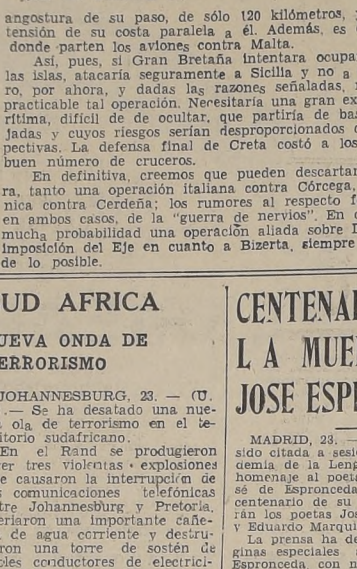 angostura de su paso, de sólo 120 kilómetros,
tensión de su costa paralela a él. Además, es
donde parten los aviones contra Malta.
Así, pues, si Gran Bretaña intentara ocupa
las islas, atacaría seguramente a Sicilia y no a
ro, por ahora, y dadas las razones señaladas,
practicable tal operación. Necesitaría una gran ex
rítima, difícil de de ocultar, que partiría de ba
jadas y cuyos riesgos serían desproporcionados
pectivas. La defensa final de Creta costó a los
buen número de cruceros.
En definitiva, creemos que pueden descartar
ra, tanto una operación italiana contra Córcega,
nica contra Cerdeña; los rumores al respecto f
en ambos casos, de la "guerra de nervios". En
mucha probabilidad una operación aliada sobre
imposición del Eje en cuanto a Bizerta, siempre
de lo posible.
UD AFRICA
UEVA ONDA DE
ERRORISMO
JOHANNESBURG, 23. — (U.
.— Se ha desatado una nue-
ola de terrorismo en el te-
itorio sudafricano.
En el Rand se produjeron
er tres violentas explosiones
e causaron la interrupción de
s comunicaciones telefónicas
tre Johannesburg y Pretoria,
eriaron una importante cañe-
de agua corriente y destru-
ron una torre de sostén de
les conductores de electrici-
CENTENA
LA MUE
JOSE ESP
MADRID, 23. —
sido citada a sesi
demia de la Leng
homenaje al poeta
sé de Espronceda
centenario de su
rán los poetas Jos
y Eduardo Marqui
La prensa ha de
ginas especiales
Espronceda, con